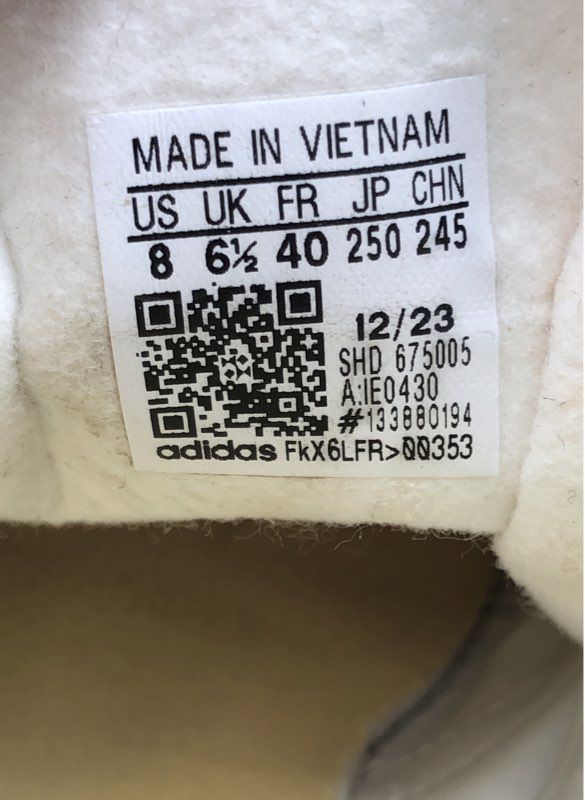 MADE IN VIETNAM
US UK FR JP CHN
8 6½ 40 250 245
12/23
SHD 675005
A:IE0430
#133880194
adidas FkX6LFR>00353